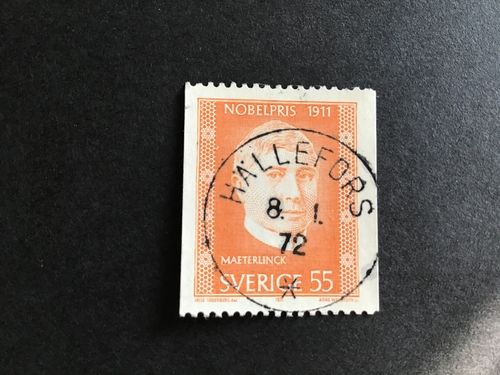 NOBELPRIS 1911
HÄLLEFORS
8. 1.
72
MAETERLINCK
SVERIGE 55